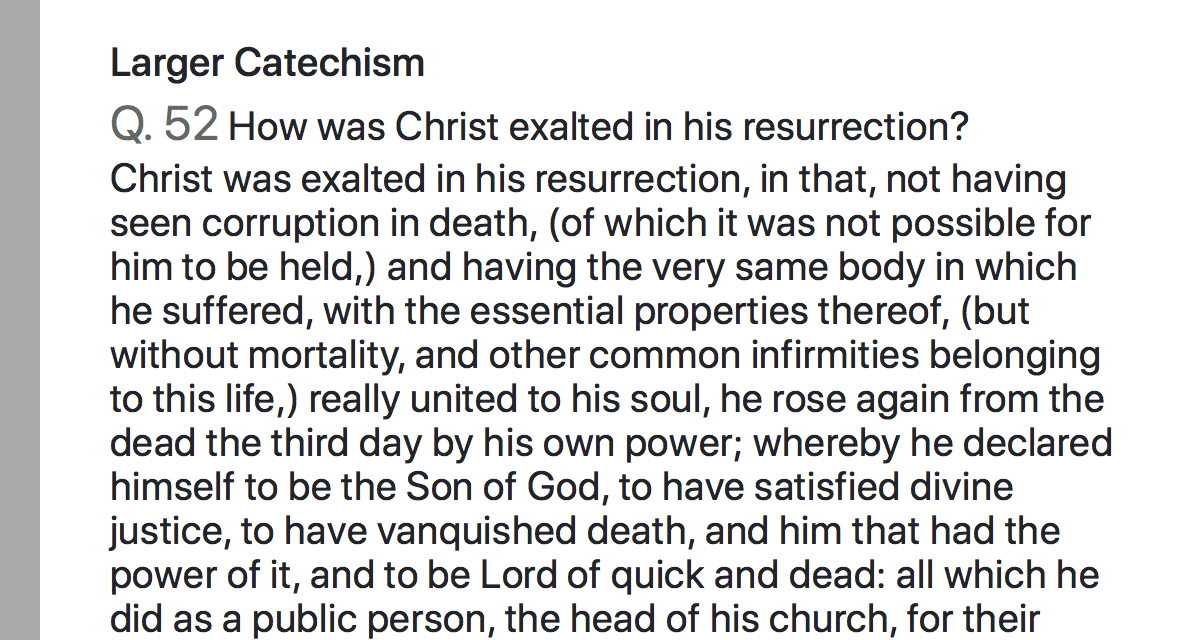 Larger Catechism
Q. 52 How was Christ exalted in his resurrection?
Christ was exalted in his resurrection, in that, not having
seen corruption in death, (of which it was not possible for
him to be held,) and having the very same body in which
he suffered, with the essential properties thereof, (but
without mortality, and other common infirmities belonging
to this life,) really united to his soul, he rose again from the
dead the third day by his own power; whereby he declared
himself to be the Son of God, to have satisfied divine
justice, to have vanquished death, and him that had the
power of it, and to be Lord of quick and dead: all which he
did as a public person, the head of his church, for their